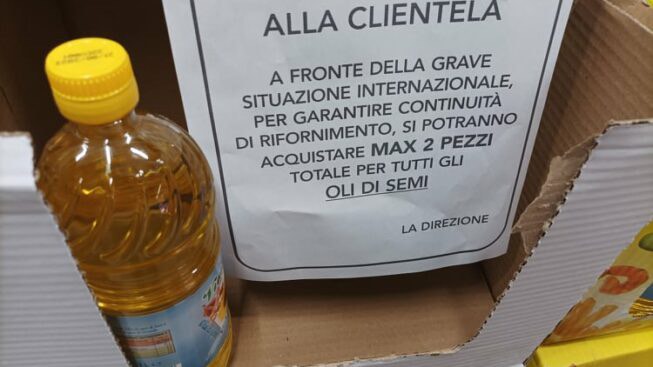 ALLA CLIENTELA
A FRONTE DELLA GRAVE
SITUAZIONE INTERNAZIONALE,
PER GARANTIRE CONTINUITÀ
DI RIFORNIMENTO, SI POTRANNO
ACQUISTARE MAX 2 PEZZI
TOTALE PER TUTTI GLI
OLI DI SEMI
LA DIREZIONE